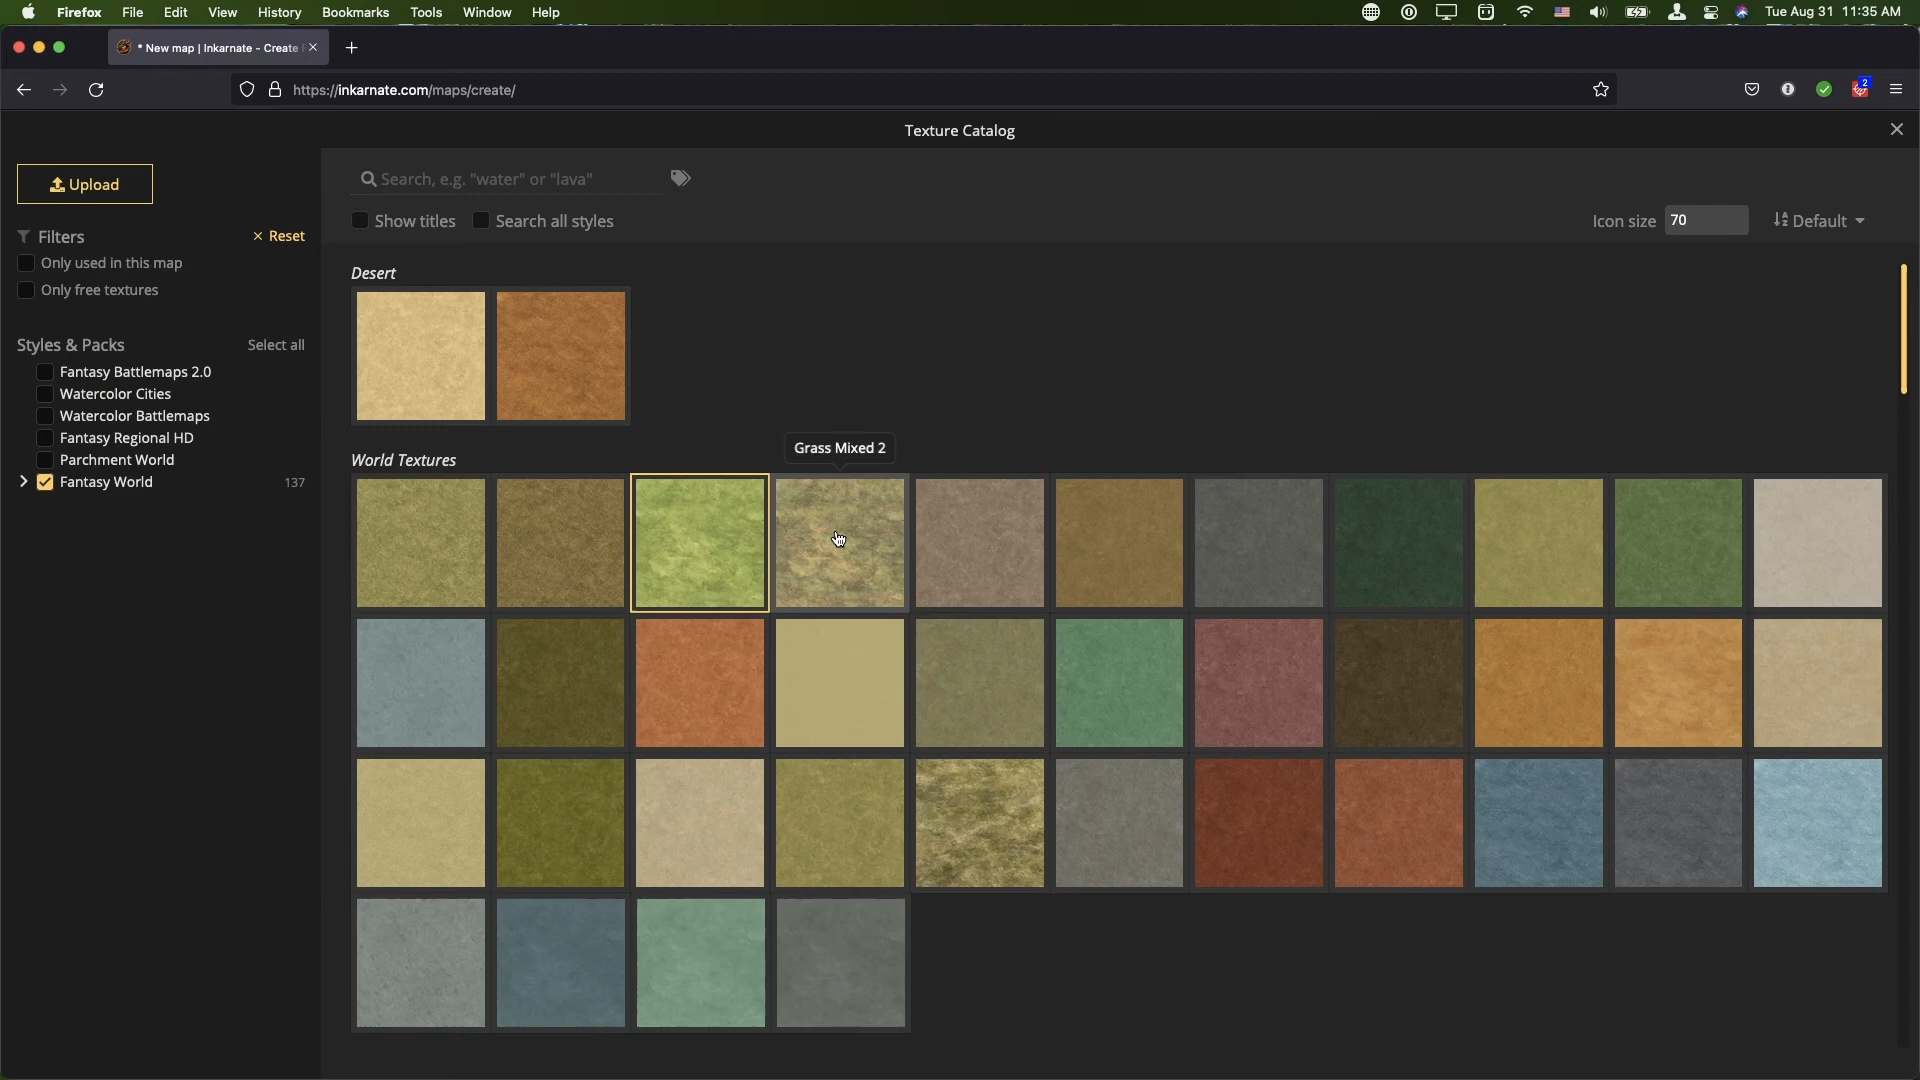 Firefox File Edit View History Bookmarks Tools Window Help Tue Aug 31 11:35 AM
* New map | Inkarnate - Create
https://inkarnate.com/maps/create/
2
Texture Catalog
Upload
Search, e.g. "water" or "lava"
Show titles Search all styles Icon size 70 Default
Filters Reset
Only used in this map
Only free textures
Styles & Packs Select all
Fantasy Battlemaps 2.0
Watercolor Cities
Watercolor Battlemaps
Fantasy Regional HD
Parchment World
Fantasy World 137
Desert
Grass Mixed 2
World Textures